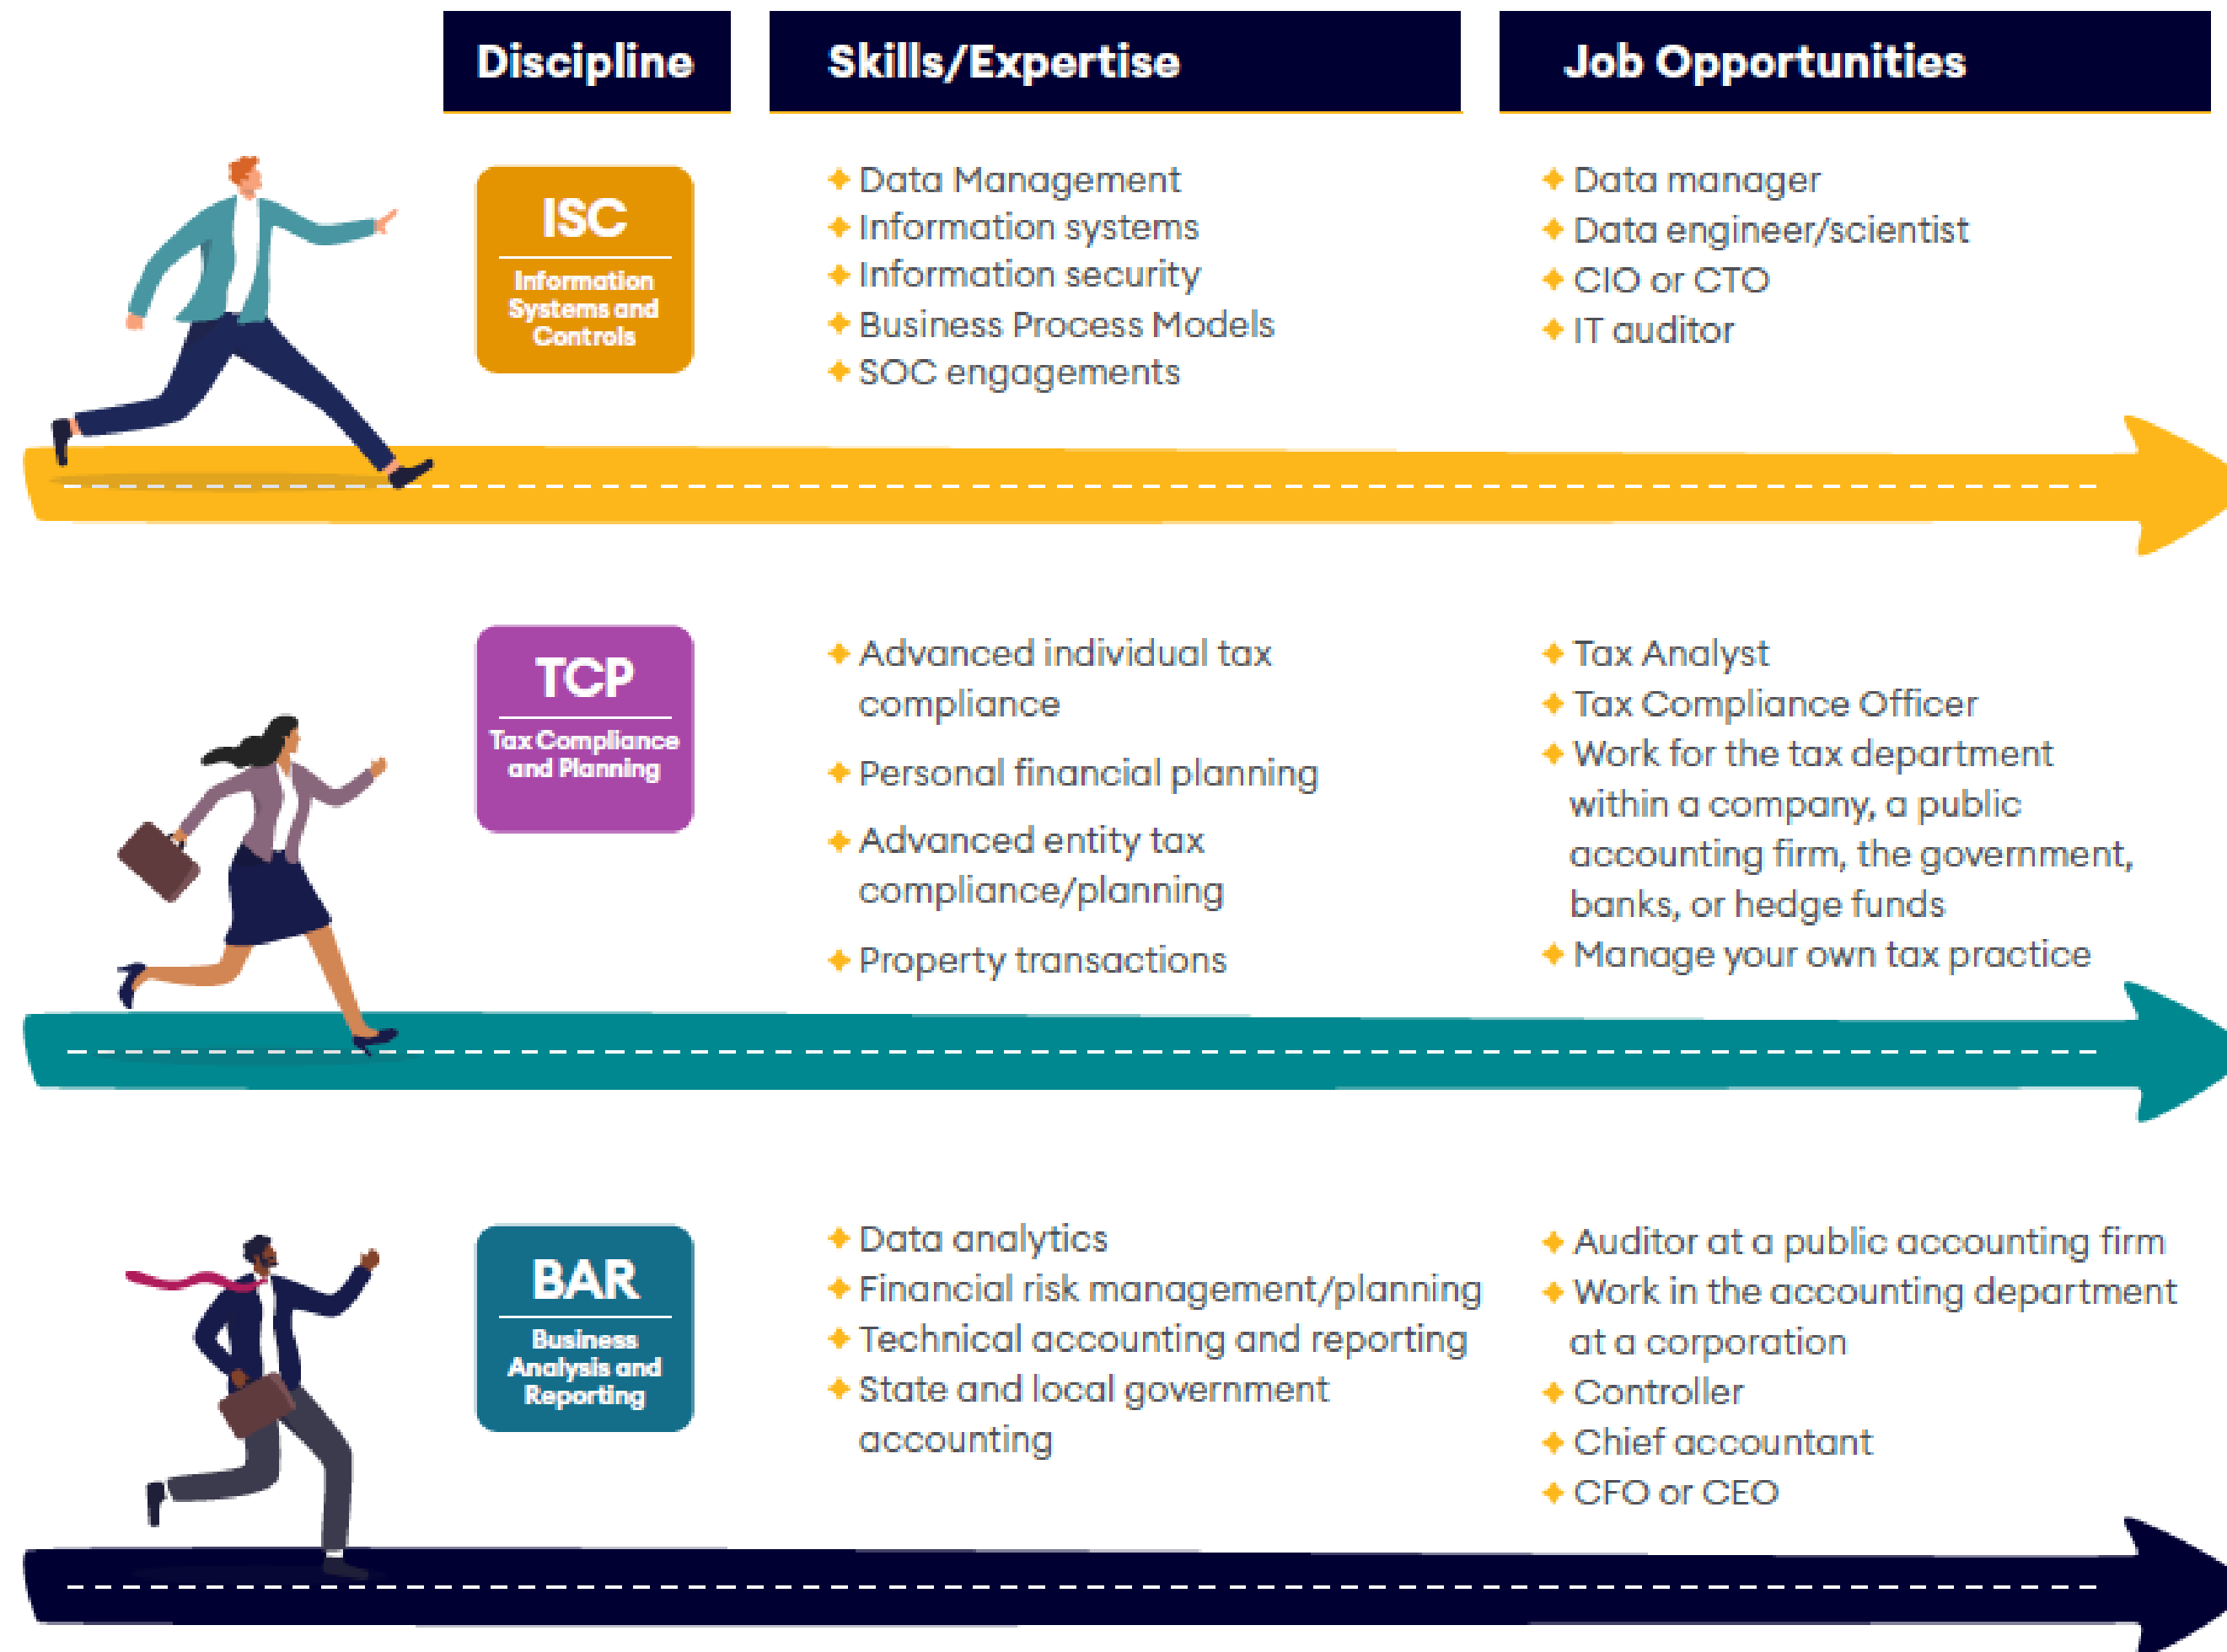 Discipline
Skills/Expertise
Job Opportunities
ISC
Information
Systems and
Controls
✦ Data Management
✦ Information systems
✦ Information security
✦ Business Process Models
✦ SOC engagements
✦ Data manager
✦ Data engineer/scientist
✦ CIO or CTO
✦ IT auditor
TCP
Tax Compliance
and Planning
✦ Advanced individual tax
compliance
✦ Personal financial planning
✦ Advanced entity tax
compliance/planning
✦ Property transactions
✦ Tax Analyst
✦ Tax Compliance Officer
✦ Work for the tax department
within a company, a public
accounting firm, the government,
banks, or hedge funds
✦ Manage your own tax practice
BAR
Business
Analysis and
Reporting
✦ Data analytics
✦ Financial risk management/planning
✦ Technical accounting and reporting
✦ State and local government
accounting
✦ Auditor at a public accounting firm
✦ Work in the accounting department
at a corporation
✦ Controller
✦ Chief accountant
✦ CFO or CEO